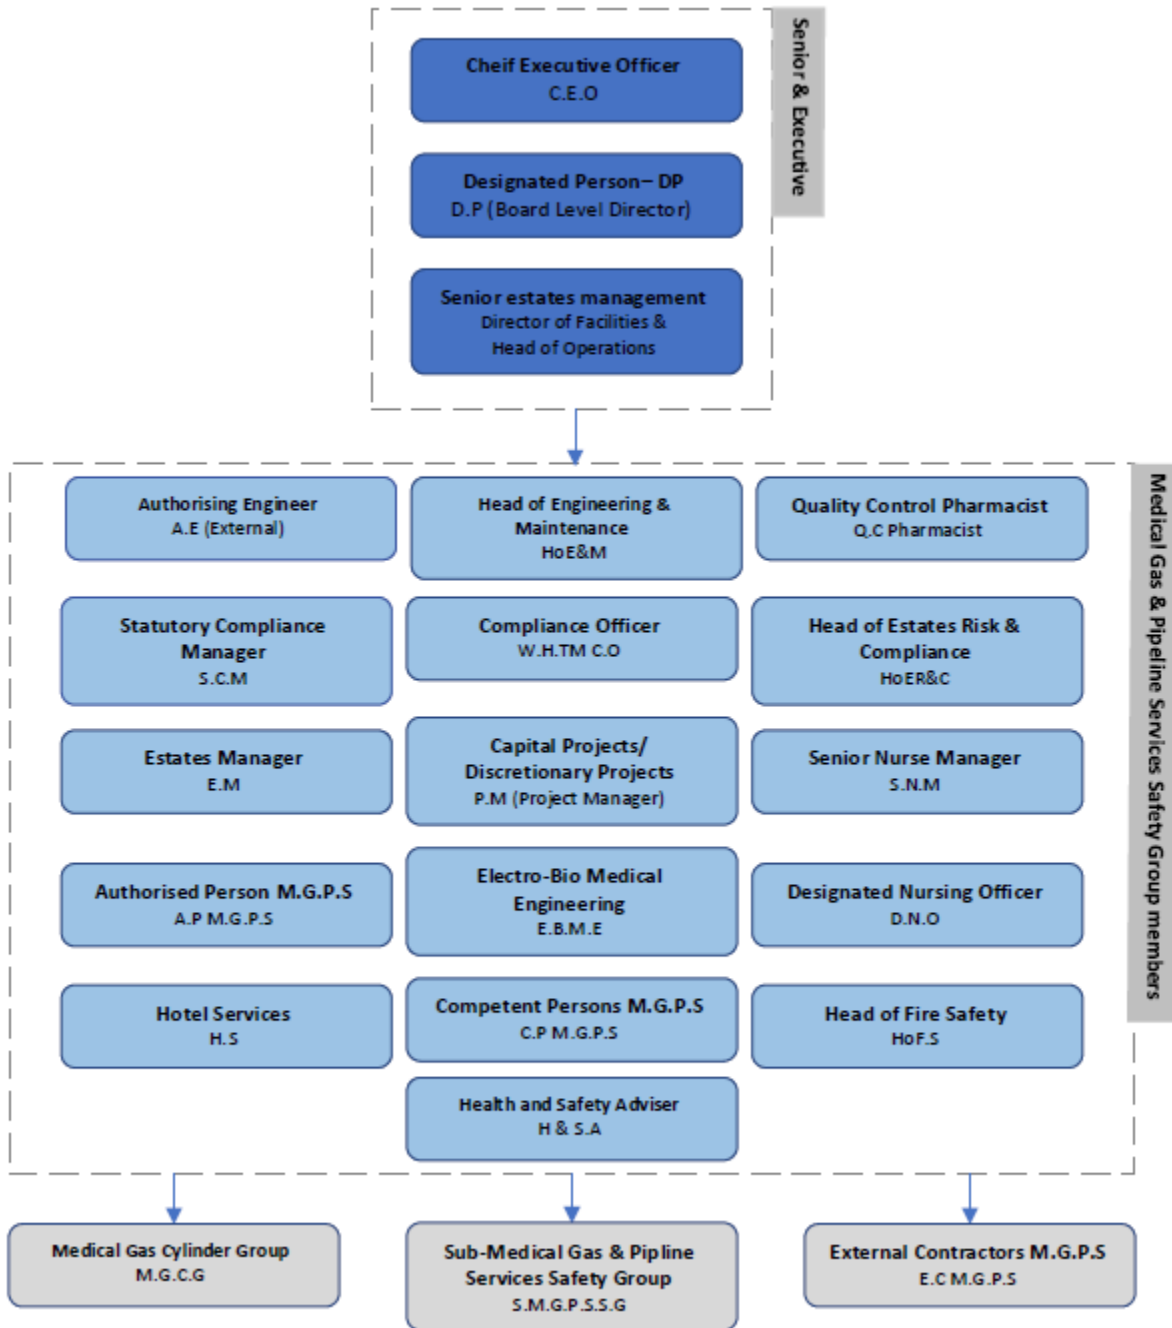 Senior & Executive
Cheif Executive Officer
C.E.O
Designated Person– DP
D.P (Board Level Director)
Senior estates management
Director of Facilities &
Head of Operations
Medical Gas & Pipeline Services Safety Group members
Authorising Engineer
A.E (External)
Head of Engineering &
Maintenance
HoE&M
Quality Control Pharmacist
Q.C Pharmacist
Statutory Compliance
Manager
S.C.M
Compliance Officer
W.H.TM C.O
Head of Estates Risk &
Compliance
HoER&C
Estates Manager
E.M
Capital Projects/
Discretionary Projects
P.M (Project Manager)
Senior Nurse Manager
S.N.M
Authorised Person M.G.P.S
A.P M.G.P.S
Electro-Bio Medical
Engineering
E.B.M.E
Designated Nursing Officer
D.N.O
Hotel Services
H.S
Competent Persons M.G.P.S
C.P M.G.P.S
Head of Fire Safety
HoF.S
Health and Safety Adviser
H & S.A
Medical Gas Cylinder Group
M.G.C.G
Sub-Medical Gas & Pipline
Services Safety Group
S.M.G.P.S.S.G
External Contractors M.G.P.S
E.C M.G.P.S